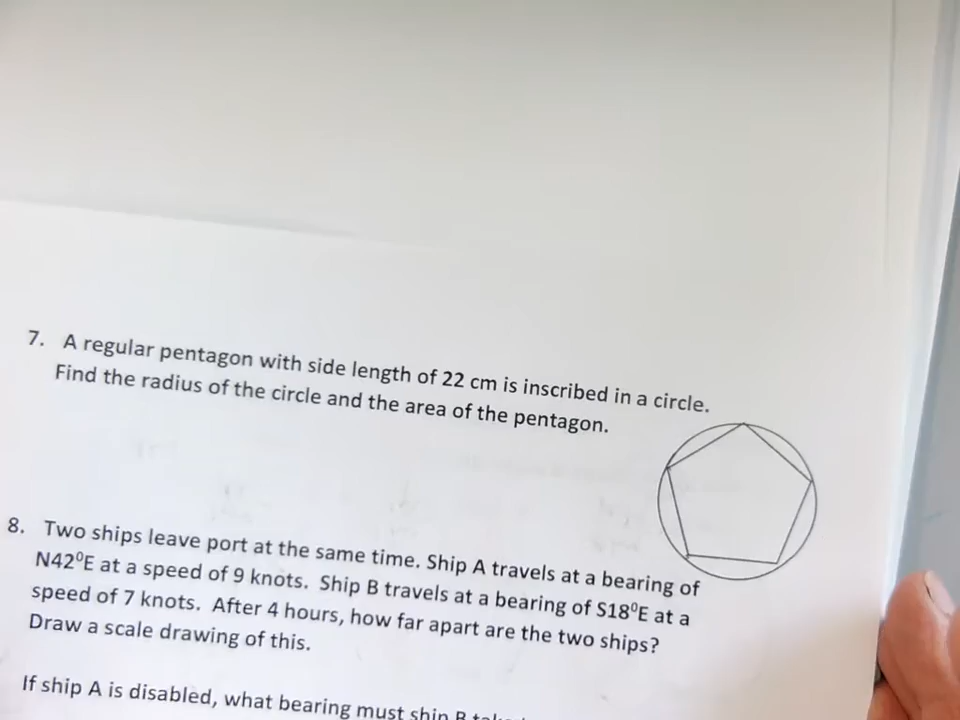 7. A regular pentagon with side length of 22 cm is inscribed in a circle.
Find the radius of the circle and the area of the pentagon.
8. Two ships leave port at the same time. Ship A travels at a bearing of
N42⁰E at a speed of 9 knots. Ship B travels at a bearing of S18⁰E at a
speed of 7 knots. After 4 hours, how far apart are the two ships?
Draw a scale drawing of this.
If ship A is disabled, what bearing must ship B